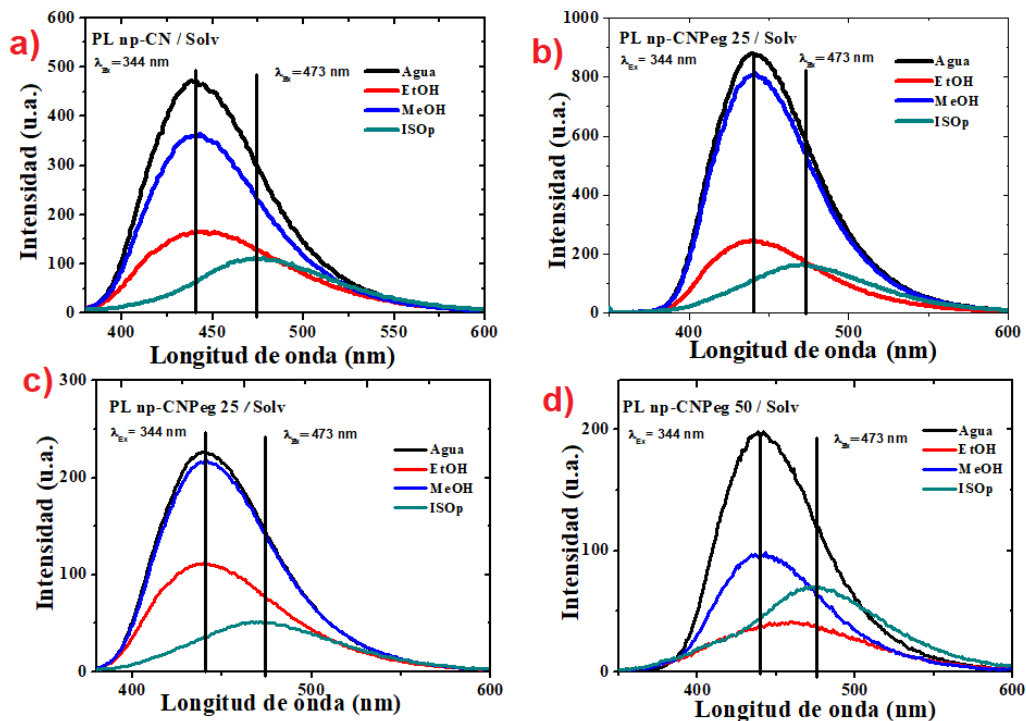 a)
600
500
400
300
200
100
0
Intensidad (u.a.)
PL np-CN / Solv
λEx = 344 nm
λEx = 473 nm
Agua
EtOH
MeOH
ISOp
400
450
500
550
600
Longitud de onda (nm)
b)
1000
800
600
400
200
0
Intensidad (u.a.)
PL np-CNPeg 25 / Solv
λEx = 344 nm
λEx = 473 nm
Agua
EtOH
MeOH
ISOp
400
500
600
Longitud de onda (nm)
c)
300
200
100
0
Intensidad (u.a.)
PL np-CNPeg 25 / Solv
λEx = 344 nm
λEx = 473 nm
Agua
EtOH
MeOH
ISOp
400
500
600
Longitud de onda (nm)
d)
200
100
0
Intensidad (u.a.)
PL np-CNPeg 50 / Solv
λEx = 344 nm
λEx = 473 nm
Agua
EtOH
MeOH
ISOp
400
500
600
Longitud de onda (nm)